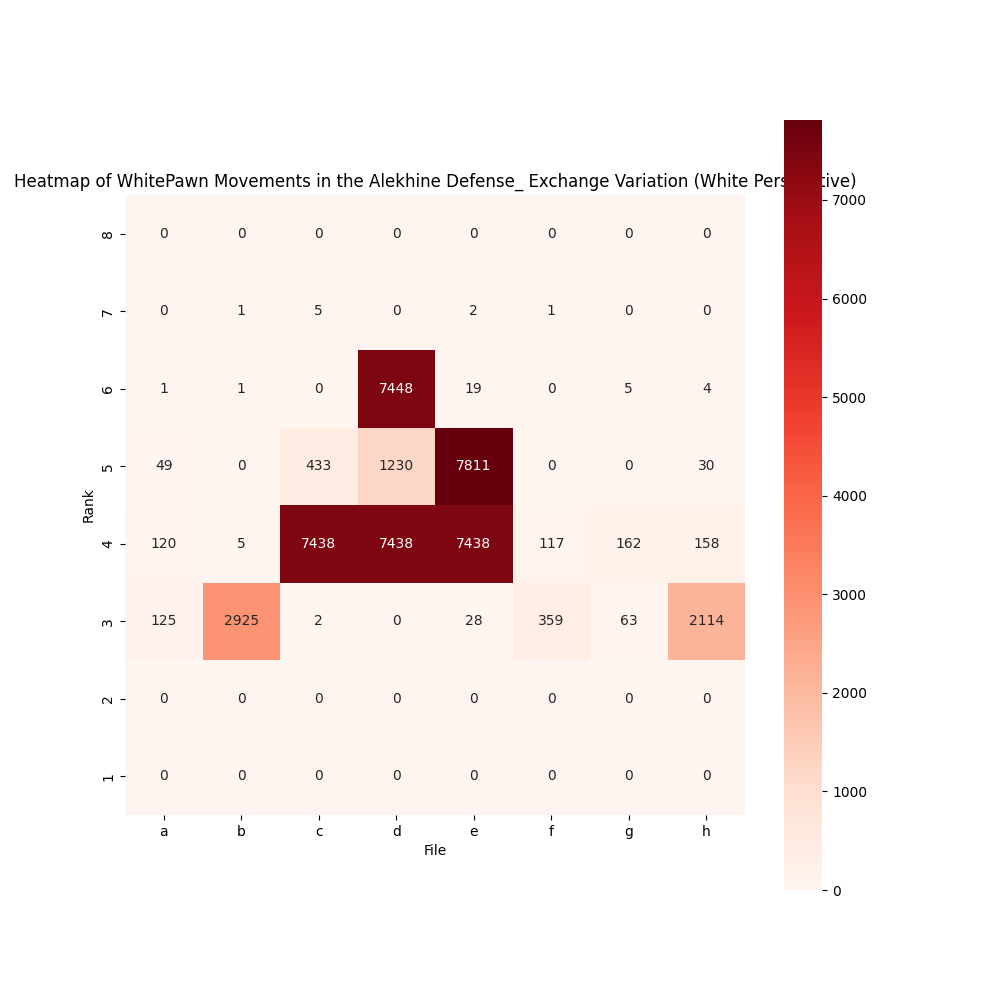 Heatmap of WhitePawn Movements in the Alekhine Defense_ Exchange Variation (White Perspective)
8 0 0 0 0 0 0 0 0
7 0 1 5 0 2 1 0 0
6 1 1 0 7448 19 0 5 4
5 49 0 433 1230 7811 0 0 30
4 120 5 7438 7438 7438 117 162 158
3 125 2925 2 0 28 359 63 2114
2 0 0 0 0 0 0 0 0
1 0 0 0 0 0 0 0 0
a b c d e f g h
File
Rank
7000
6000
5000
4000
3000
2000
1000
0